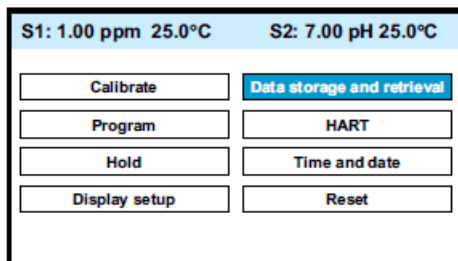 S1: 1.00 ppm 25.0°C S2: 7.00 pH 25.0°C
Calibrate Data storage and retrieval
Program HART
Hold Time and date
Display setup Reset